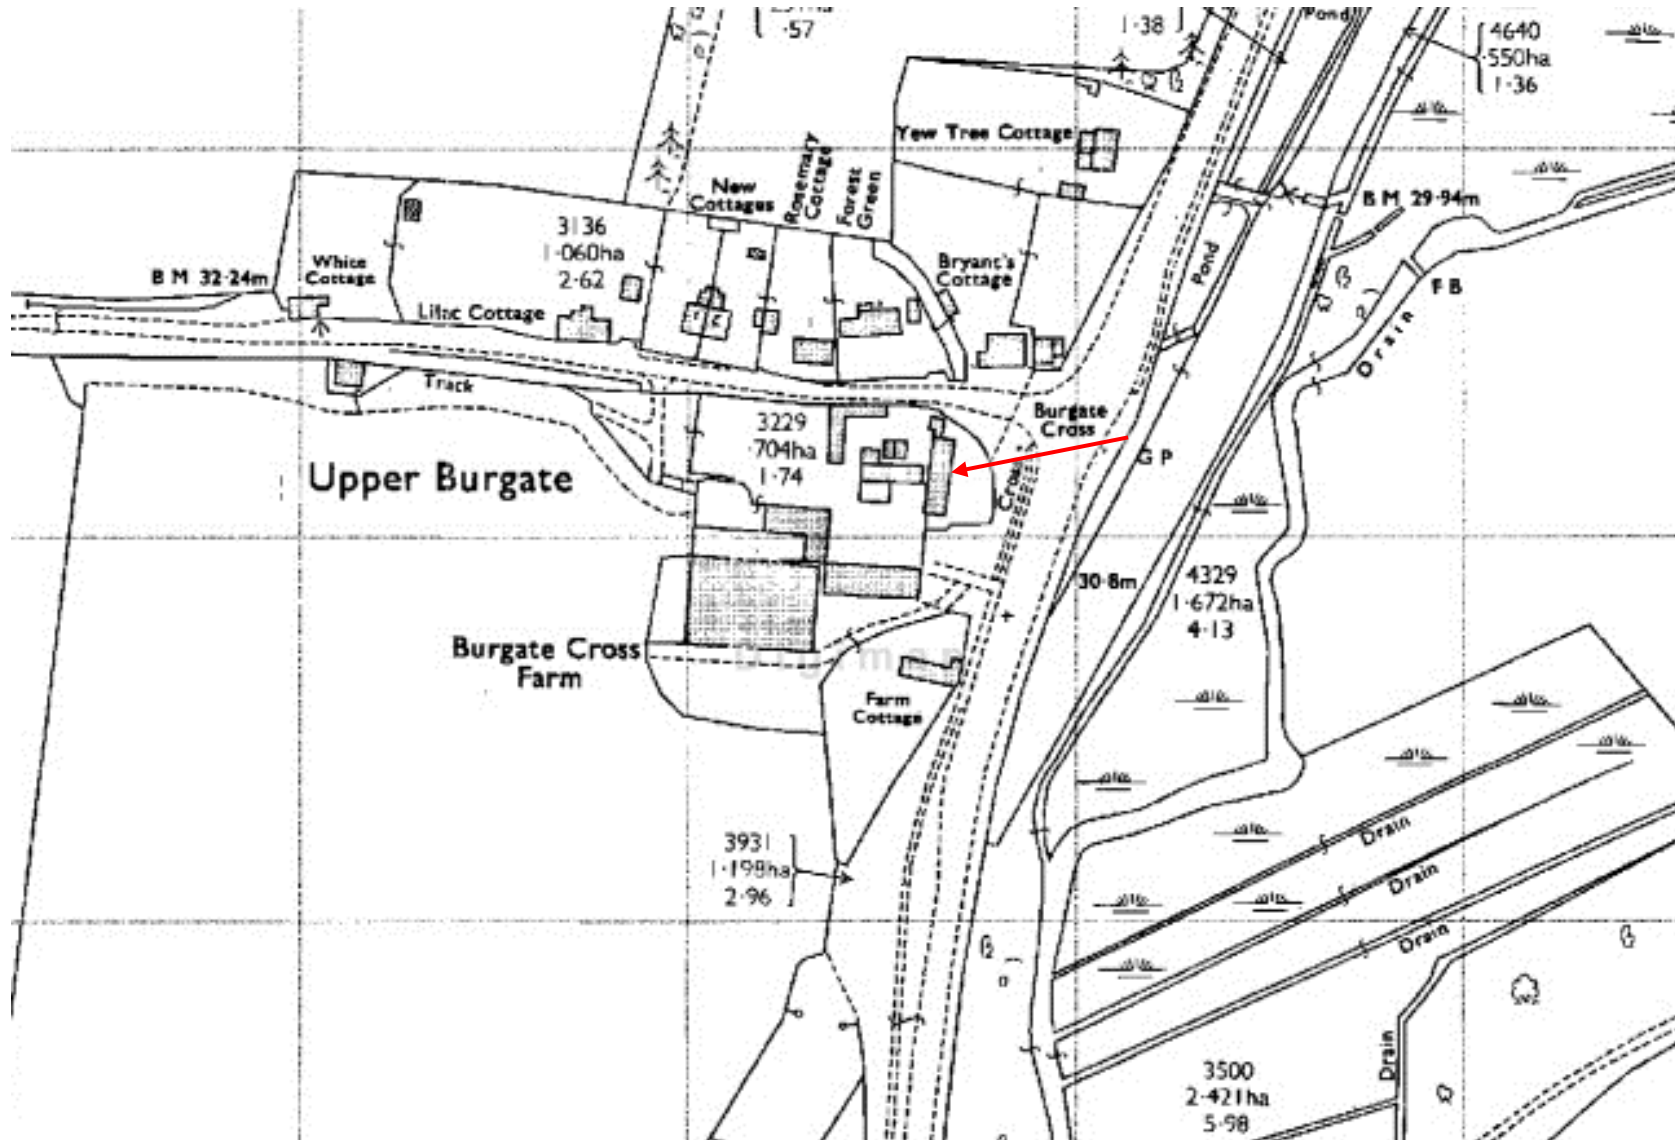 ·57
1·38
Pond
4640
·550ha
1·36
Yew Tree Cottage
Rosemary
Cottage
Forest
Green
New
Cottages
B M 29·94m
3136
1·060ha
2·62
White
Cottage
B M 32·24m
Bryant's
Cottage
Pond
F B
Lilac Cottage
Drain
Track
3229
·704ha
1·74
Burgate
Cross
G P
Upper Burgate
Cross
30·8m
4329
1·672ha
4·13
Burgate Cross
Farm
Farm
Cottage
3931
1·198ha
2·96
Drain
Drain
Drain
Drain
3500
2·421ha
5·98